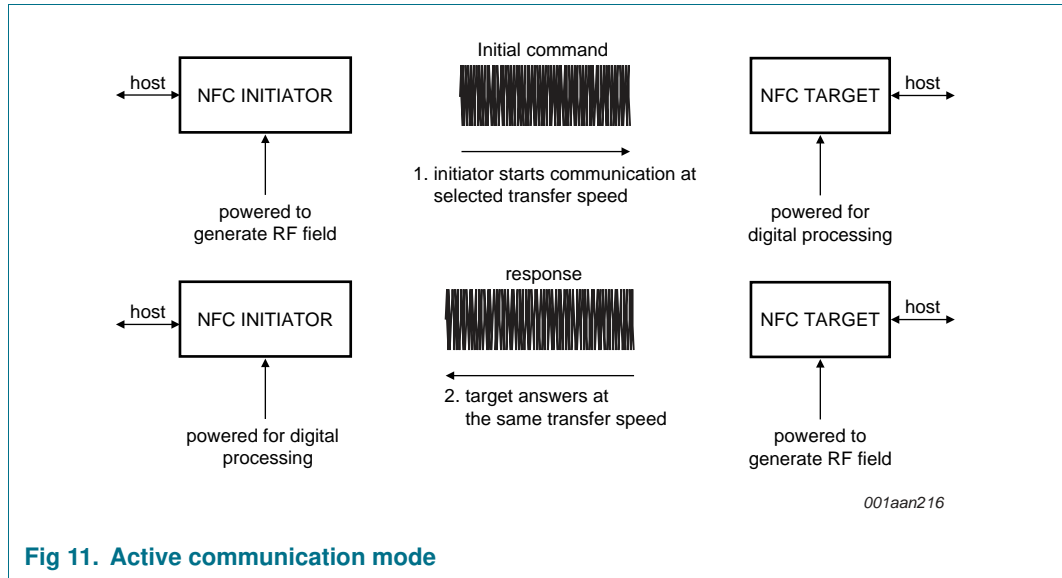 Initial command
host
NFC INITIATOR
NFC TARGET
host
1. initiator starts communication at
selected transfer speed
powered to
generate RF field
powered for
digital processing
response
host
NFC INITIATOR
NFC TARGET
host
2. target answers at
the same transfer speed
powered for digital
processing
powered to
generate RF field
001aan216
Fig 11. Active communication mode